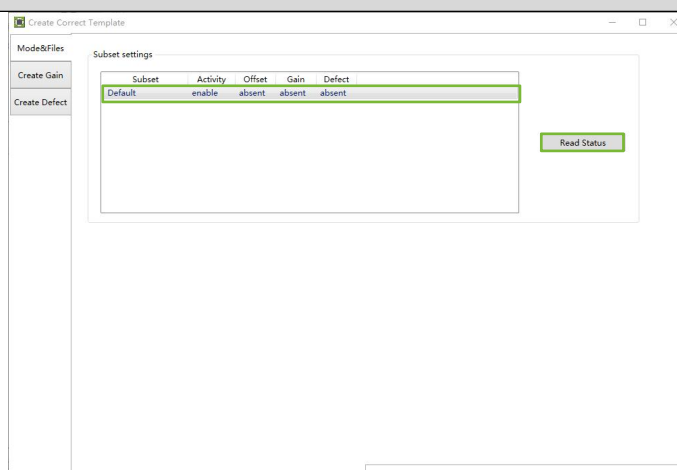 Create Correct Template
Mode&Files
Create Gain
Create Defect
Subset settings
Subset Activity Offset Gain Defect
Default enable absent absent absent
Read Status